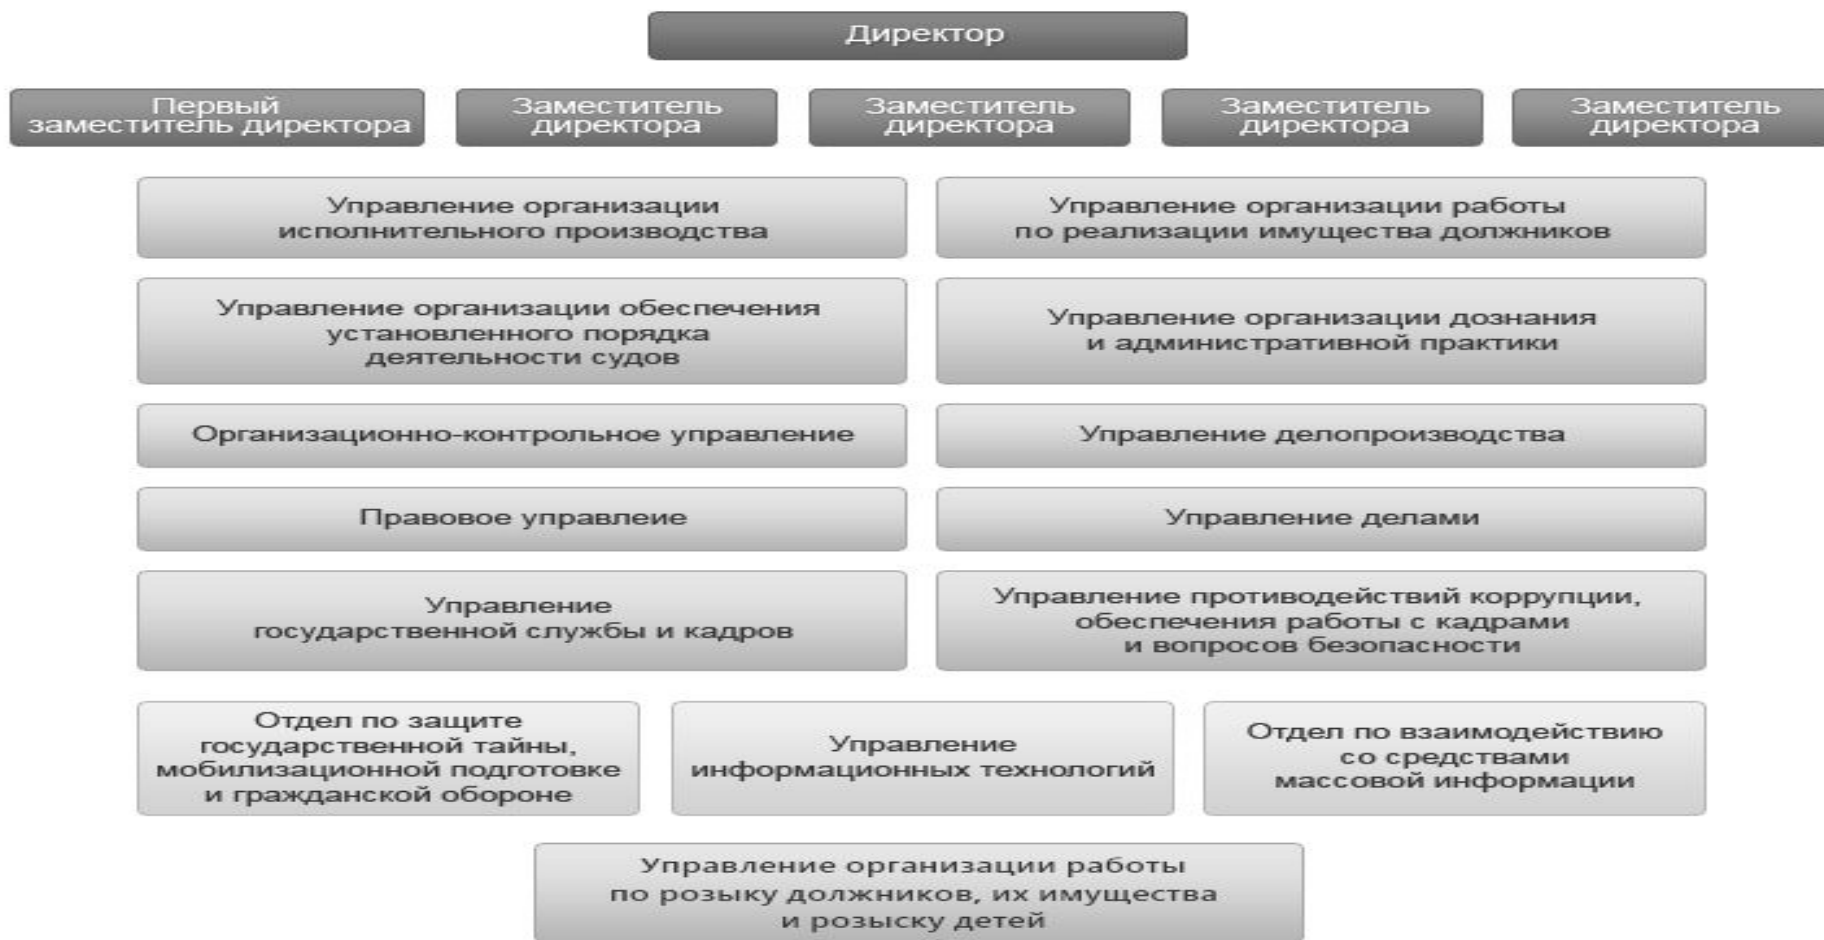 Директор
Первый
заместитель директора
Заместитель
директора
Заместитель
директора
Заместитель
директора
Заместитель
директора
Управление организации
исполнительного производства
Управление организации работы
по реализации имущества должников
Управление организации обеспечения
установленного порядка
деятельности судов
Управление организации дознания
и административной практики
Организационно-контрольное управление
Управление делопроизводства
Правовое управлеие
Управление делами
Управление
государственной службы и кадров
Управление противодействий коррупции,
обеспечения работы с кадрами
и вопросов безопасности
Отдел по защите
государственной тайны,
мобилизационной подготовке
и гражданской обороне
Управление
информационных технологий
Отдел по взаимодействию
со средствами
массовой информации
Управление организации работы
по розыку должников, их имущества
и розыску детей